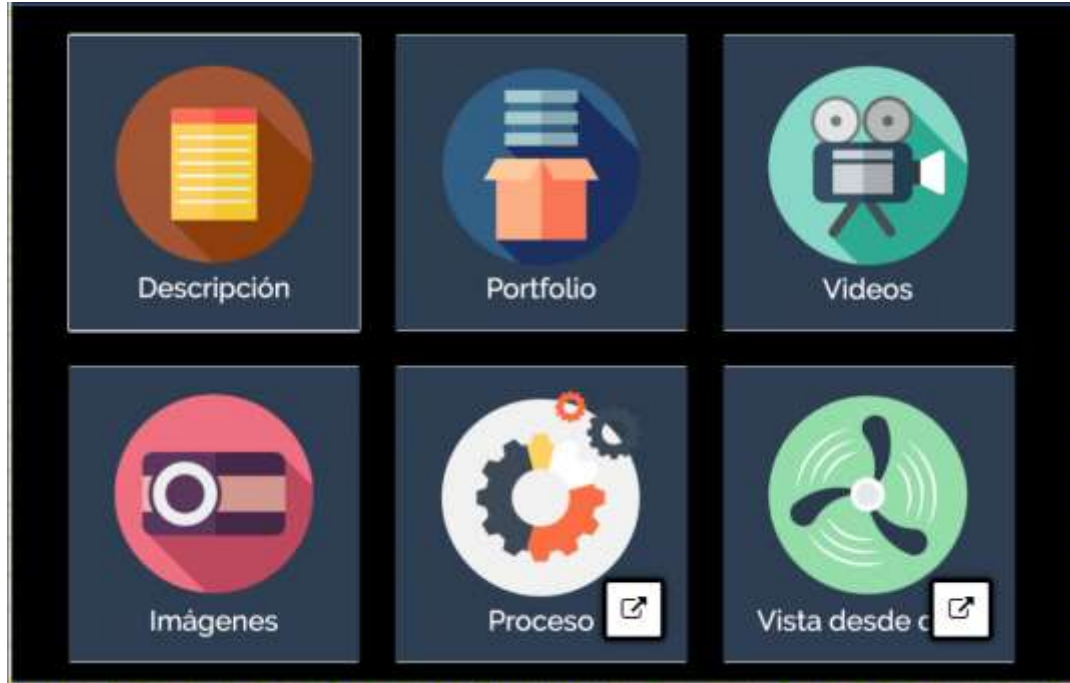 Descripción
Portfolio
Videos
Imágenes
Proceso
Vista desde